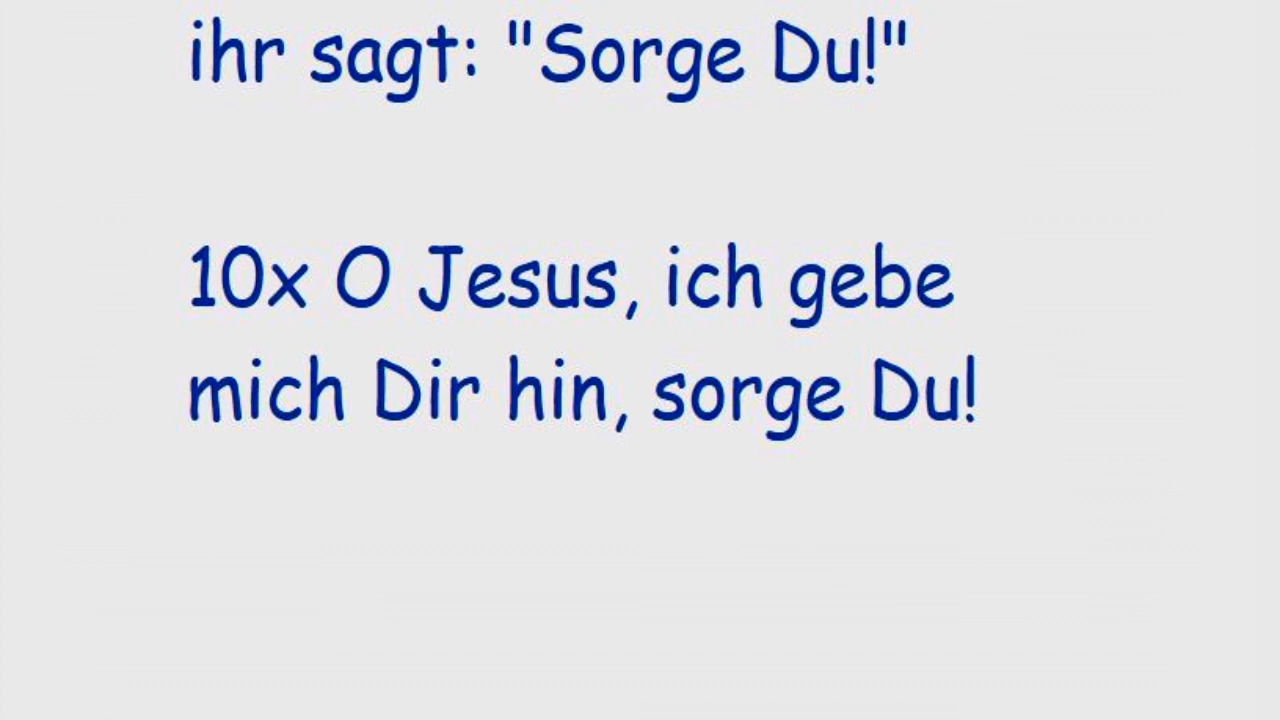 ihr sagt: "Sorge Du!"
10x O Jesus, ich gebe
mich Dir hin, sorge Du!